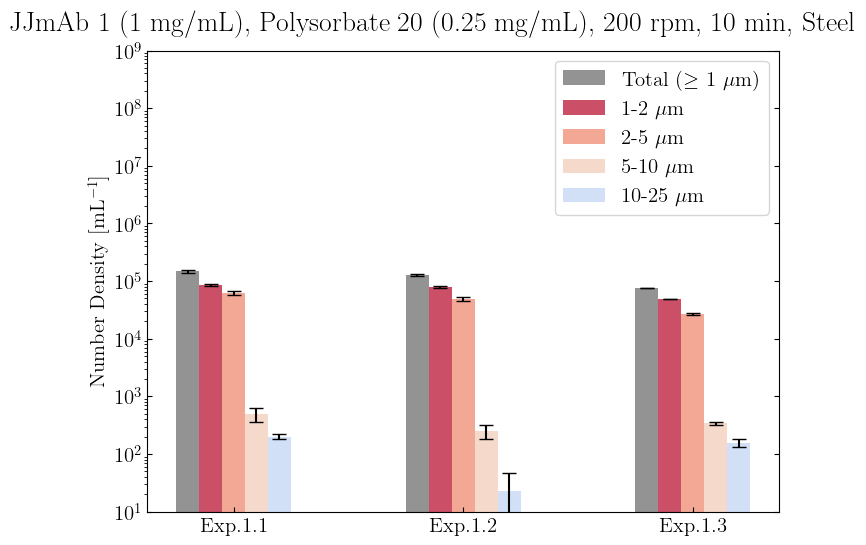 JJmAb 1 (1 mg/mL), Polysorbate 20 (0.25 mg/mL), 200 rpm, 10 min, Steel
Number Density [mL⁻¹]
10⁹
10⁸
10⁷
10⁶
10⁵
10⁴
10³
10²
10¹
Total (≥ 1 μm)
1-2 μm
2-5 μm
5-10 μm
10-25 μm
Exp.1.1
Exp.1.2
Exp.1.3